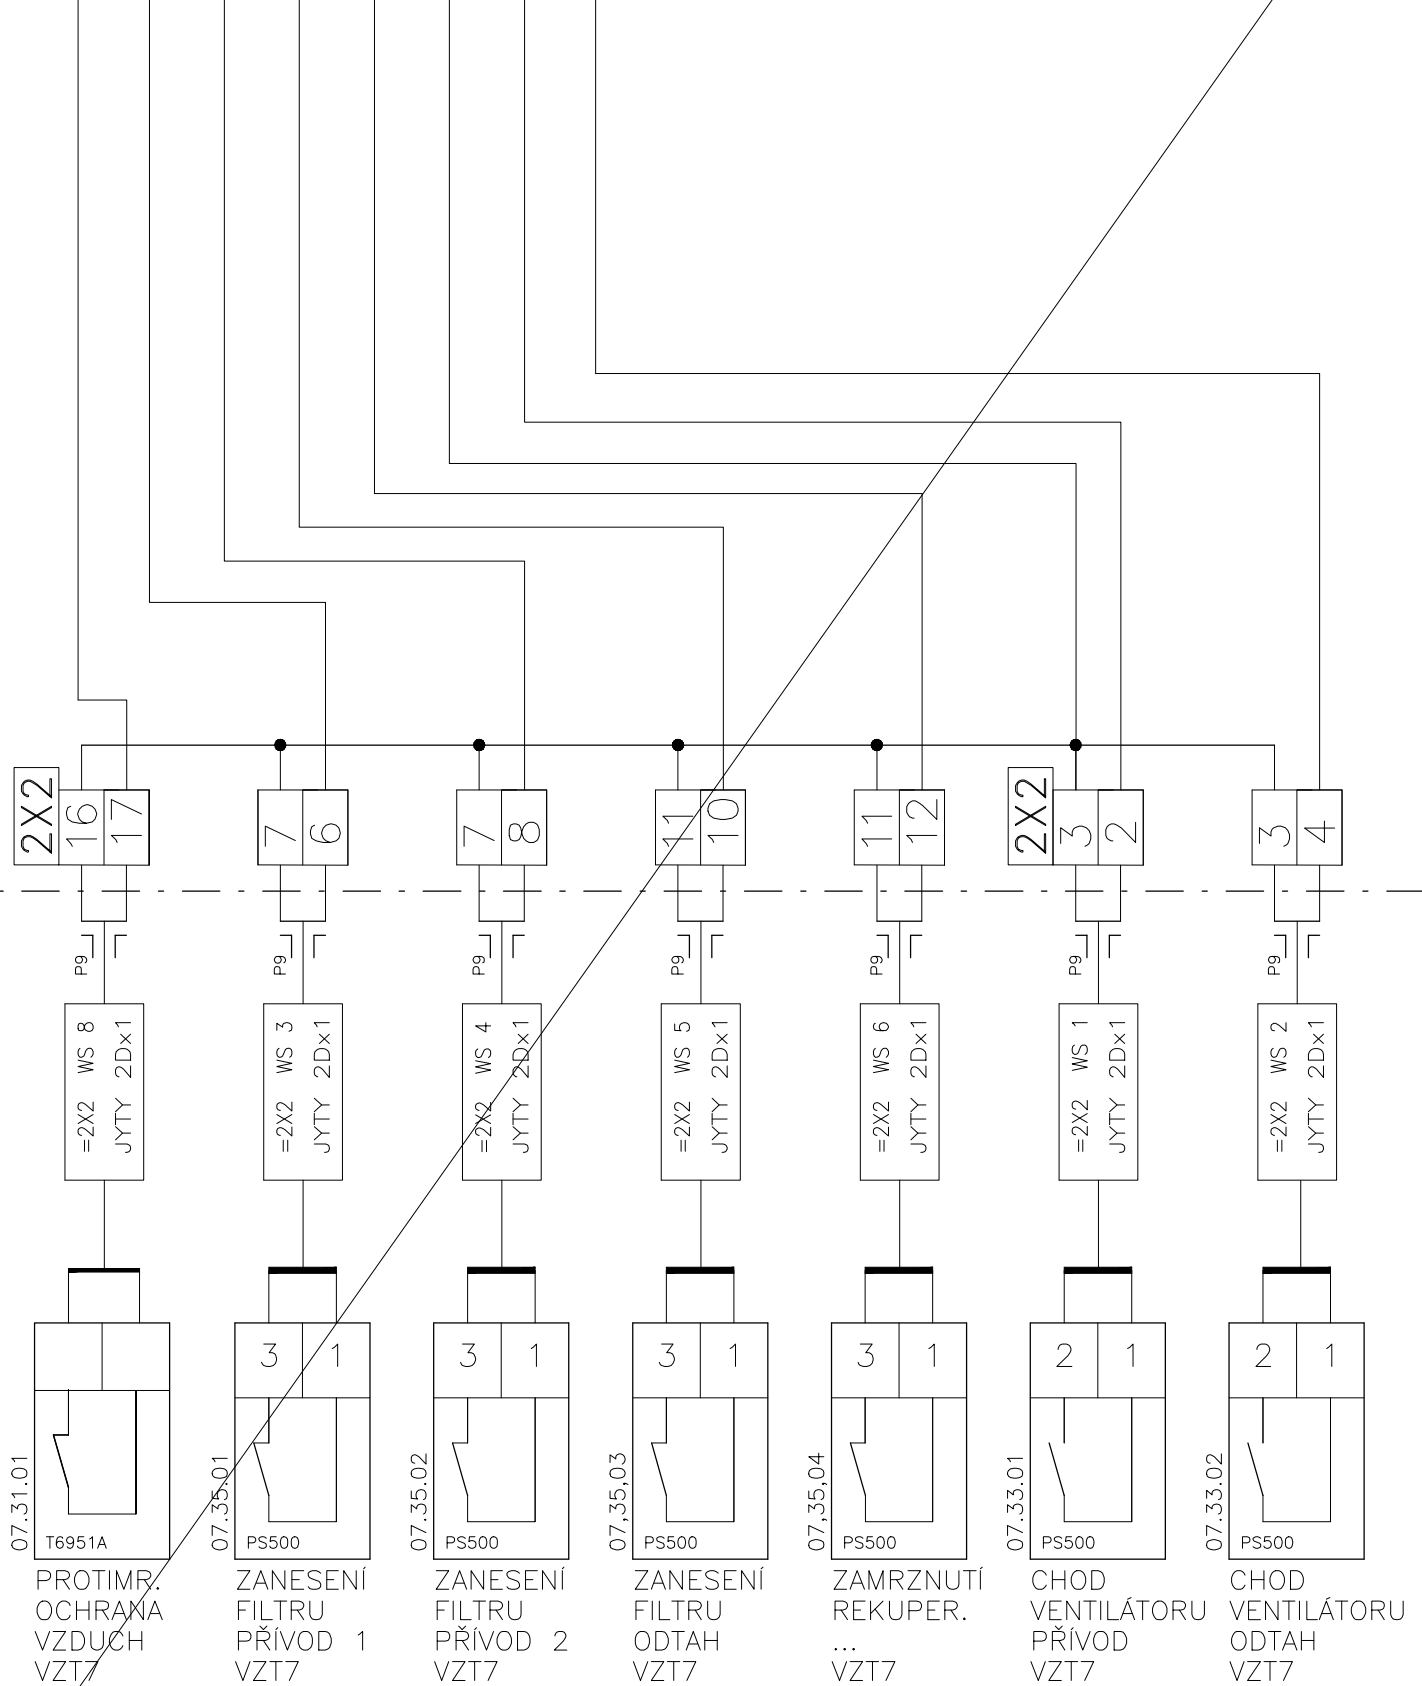 2X2
16
17
7
6
7
8
11
10
11
12
2X2
3
2
3
4
P9
P9
P9
P9
P9
P9
P9
=2X2 WS 8
JYTY 2Dx1
=2X2 WS 3
JYTY 2Dx1
=2X2 WS 4
JYTY 2Dx1
=2X2 WS 5
JYTY 2Dx1
=2X2 WS 6
JYTY 2Dx1
=2X2 WS 1
JYTY 2Dx1
=2X2 WS 2
JYTY 2Dx1
3 1
3 1
3 1
3 1
2 1
2 1
07.31.01
T6951A
07.35.01
PS500
07.35.02
PS500
07,35,03
PS500
07,35,04
PS500
07.33.01
PS500
07.33.02
PS500
PROTIMR.
OCHRANA
VZDUCH
VZT7
ZANESENÍ
FILTRU
PŘÍVOD 1
VZT7
ZANESENÍ
FILTRU
PŘÍVOD 2
VZT7
ZANESENÍ
FILTRU
ODTAH
VZT7
ZAMRZNUTÍ
REKUPER.
...
VZT7
CHOD
VENTILÁTORU
PŘÍVOD
VZT7
CHOD
VENTILÁTORU
ODTAH
VZT7